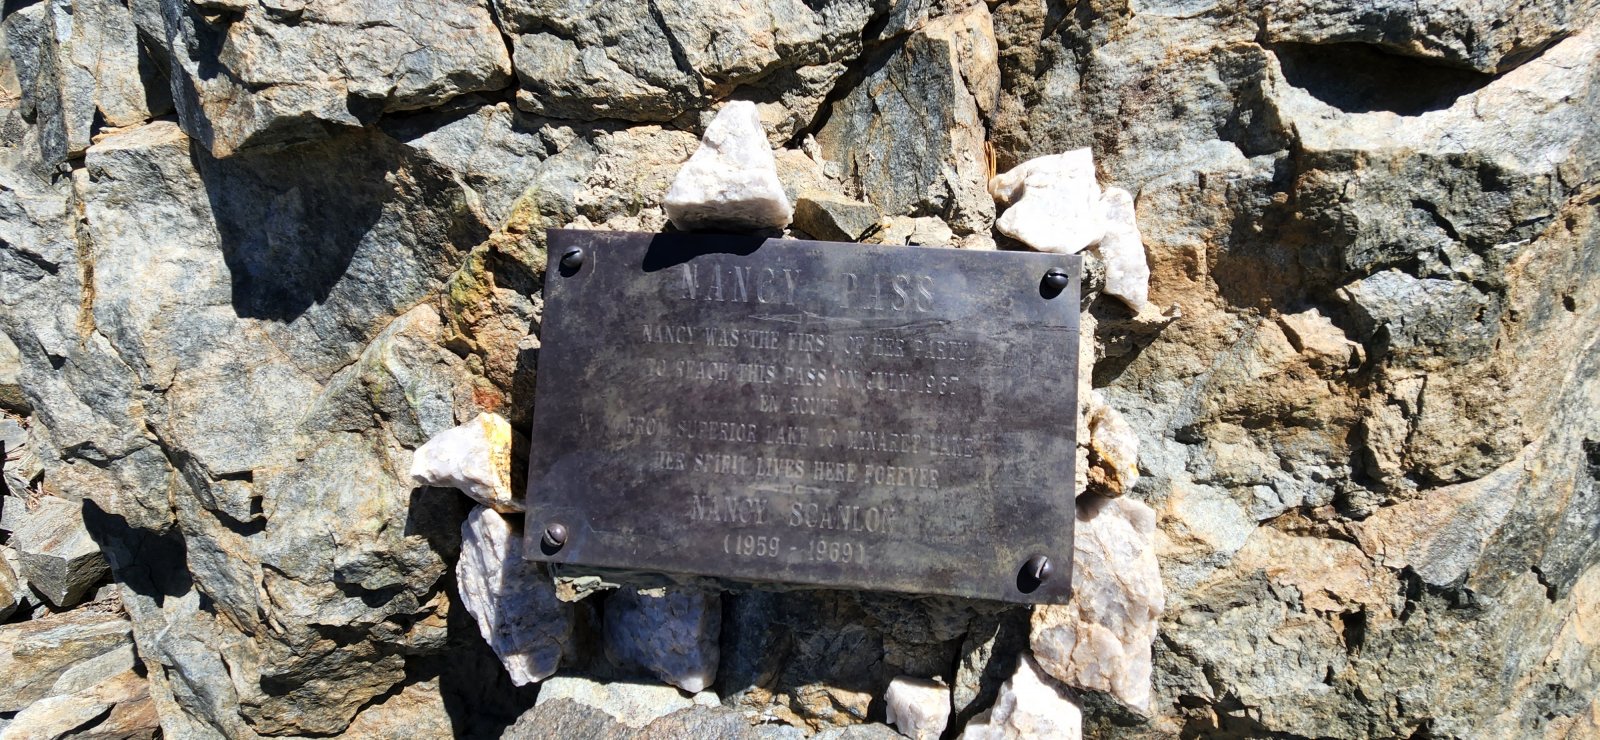 NANCY PASS
NANCY WAS THE FIRST OF HER PARTY
TO REACH THIS PASS ON JULY 1967
EN ROUTE
FROM SUPERIOR LAKE TO MINARET LAKE
HER SPIRIT LIVES HERE FOREVER
NANCY SCANLON
(1959 - 1969)